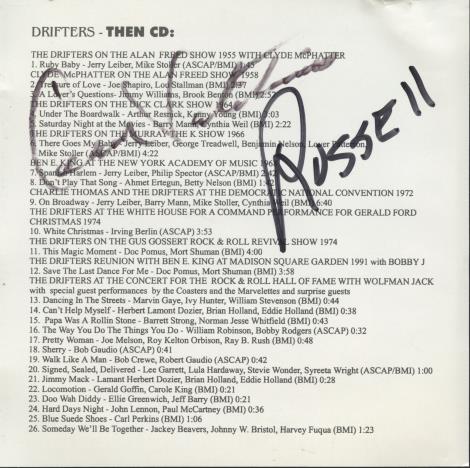 DRIFTERS - THEN CD:
THE DRIFTERS ON THE ALAN FREED SHOW 1955 WITH CLYDE McPHATTER
1. Ruby Baby - Jerry Leiber, Mike Stoller (ASCAP/BMI) 1:45
CLYDE McPHATTER ON THE ALAN FREED SHOW 1958
2. of Love - Joe Shapiro, Lou Stallman (BMI)
3. A Lover's Questions- Jimmy Williams, Brook Benton (BMI) 2:57
THE DRIFTERS ON THE DICK CLARK SHOW 1964
Under The Boardwalk - Arthur Resnick, Kenny Young (BMI) 3:03
5. Saturday Night at the Movies - Barry Mann, Cynthia Weil (BMI) 2:22
THE DRIFTERS ON THE MURRAY THE K SHOW 1966
There Goes My - Jerry Leiber, George Treadwell, Benjamin Nelson, Lover Patterson,
Mike Stoller (ASCAP/BMI) 4:22
BEN E. KING AT THE NEW YORK ACADEMY OF MUSIC
7. Spanish Harlem - Jerry Leiber, Philip Spector (ASCAP/BMI)
8. Don't Play That Song - Ahmet Ertegun, Betty Nelson (BMI)
CHARLIE THOMAS AND THE DRIFTERS AT THE DEMOCRATIC NATIONAL CONVENTION 1972
9. On Broadway - Jerry Leiber, Barry Mann, Mike Stoller, Cynthia Weil (BMI) 6:40
THE DRIFTERS AT THE WHITE HOUSE FOR A COMMAND PERFORMANCE FOR GERALD FORD
CHRISTMAS 1974
10. White Christmas - Irving Berlin (ASCAP) 3:53
THE DRIFTERS ON THE GUS GOSSERT ROCK & ROLL REVIVAL SHOW 1974
11. This Magic Moment - Doc Pomus, Mort Shuman (BMI) 4:00
THE DRIFTERS REUNION WITH BEN E. KING AT MADISON SQUARE GARDEN 1991 with BOBBY J
12. Save The Last Dance For Me - Doc Pomus, Mort Shuman (BMI) 3:58
THE DRIFTERS AT THE CONCERT FOR THE ROCK & ROLL HALL OF FAME WITH WOLFMAN JACK
with special guest performances by the Coasters and the Marvelettes and surprise guests
13. Dancing In The Streets - Marvin Gaye, Ivy Hunter, William Stevenson (BMI) 0:44
14. Can't Help Myself - Herbert Lamont Dozier, Brian Holland, Eddie Holland (BMI) 0:38
15. Papa Was A Rollin Stone - Barrett Strong, Norman Jesse Whitfield (BMI) 0:43
16. The Way You Do The Things You Do - William Robinson, Bobby Rodgers (ASCAP) 0:32
17. Pretty Woman - Joe Melson, Roy Kelton Orbison, Ray B. Rush (BMI) 0:48
18. Sherry - Bob Gaudio (ASCAP) 0:41
19. Walk Like A Man - Bob Crewe, Robert Gaudio (ASCAP) 0:42
20. Signed, Sealed, Delivered - Lee Garrett, Lula Hardaway, Stevie Wonder, Syreeta Wright (ASCAP/BMI) 1:00
21. Jimmy Mack - Lamant Herbert Dozier, Brian Holland, Eddie Holland (BMI) 0:28
22. Locomotion - Gerald Goffin, Carole King (BMI) 0:71
23. Doo Wah Diddy - Ellie Greenwich, Jeff Barry (BMI) 0:21
24. Hard Days Night - John Lennon, Paul McCartney (BMI) 0:36
25. Blue Suede Shoes - Carl Perkins (BMI) 0:32
26. Someday We'll Be Together - Jackey Beavers, Johnny W. Bristol, Harvey Fuqua (BMI) 1:23
RUSSELL